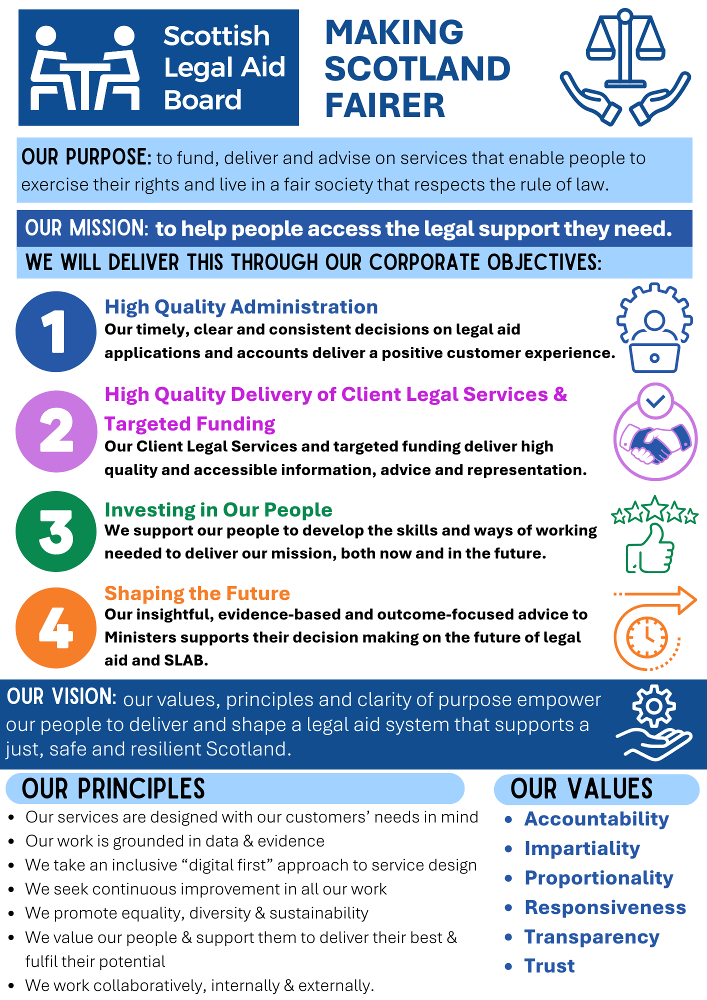 Scottish
Legal Aid
Board
MAKING
SCOTLAND
FAIRER
OUR PURPOSE: to fund, deliver and advise on services that enable people to
exercise their rights and live in a fair society that respects the rule of law.
OUR MISSION: to help people access the legal support they need.
WE WILL DELIVER THIS THROUGH OUR CORPORATE OBJECTIVES:
1
High Quality Administration
Our timely, clear and consistent decisions on legal aid
applications and accounts deliver a positive customer experience.
2
High Quality Delivery of Client Legal Services &
Targeted Funding
Our Client Legal Services and targeted funding deliver high
quality and accessible information, advice and representation.
3
Investing in Our People
We support our people to develop the skills and ways of working
needed to deliver our mission, both now and in the future.
4
Shaping the Future
Our insightful, evidence-based and outcome-focused advice to
Ministers supports their decision making on the future of legal
aid and SLAB.
OUR VISION: our values, principles and clarity of purpose empower
our people to deliver and shape a legal aid system that supports a
just, safe and resilient Scotland.
OUR PRINCIPLES
• Our services are designed with our customers’ needs in mind
• Our work is grounded in data & evidence
• We take an inclusive “digital first” approach to service design
• We seek continuous improvement in all our work
• We promote equality, diversity & sustainability
• We value our people & support them to deliver their best &
fulfil their potential
• We work collaboratively, internally & externally.
OUR VALUES
• Accountability
• Impartiality
• Proportionality
• Responsiveness
• Transparency
• Trust